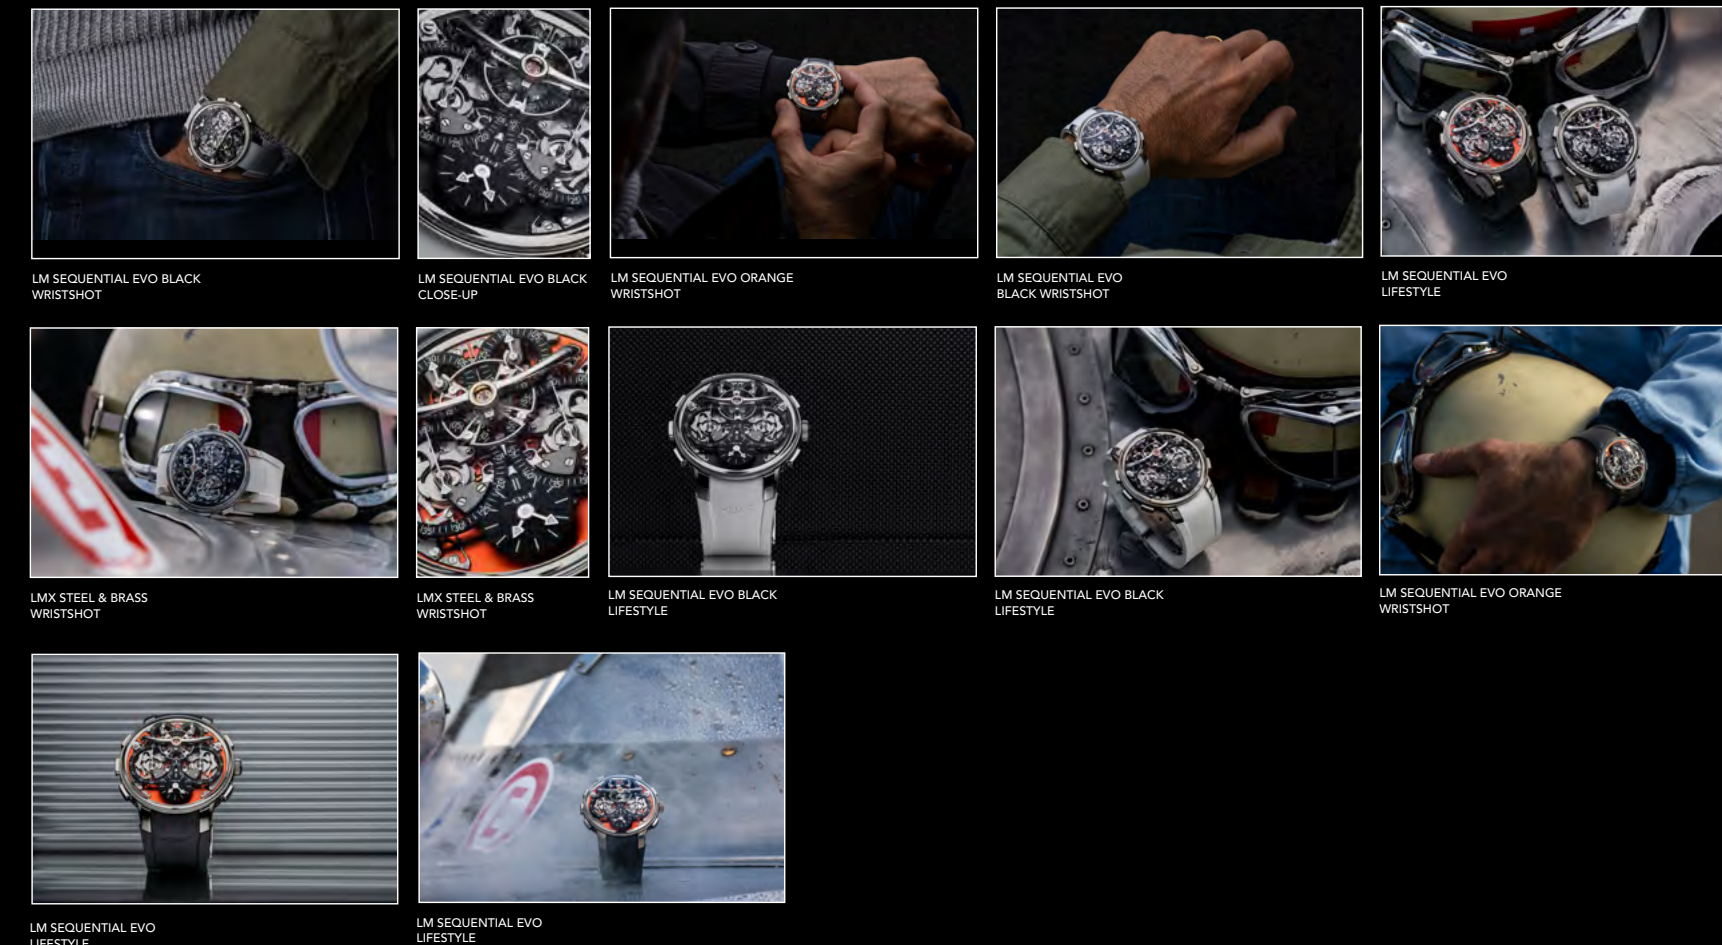 LM SEQUENTIAL EVO BLACK
WRISTSHOT
LM SEQUENTIAL EVO BLACK
CLOSE-UP
LM SEQUENTIAL EVO ORANGE
WRISTSHOT
LM SEQUENTIAL EVO
BLACK WRISTSHOT
LM SEQUENTIAL EVO
LIFESTYLE
LMX STEEL & BRASS
WRISTSHOT
LMX STEEL & BRASS
WRISTSHOT
LM SEQUENTIAL EVO BLACK
LIFESTYLE
LM SEQUENTIAL EVO BLACK
LIFESTYLE
LM SEQUENTIAL EVO ORANGE
WRISTSHOT
LM SEQUENTIAL EVO
LIFESTYLE
LM SEQUENTIAL EVO
LIFESTYLE